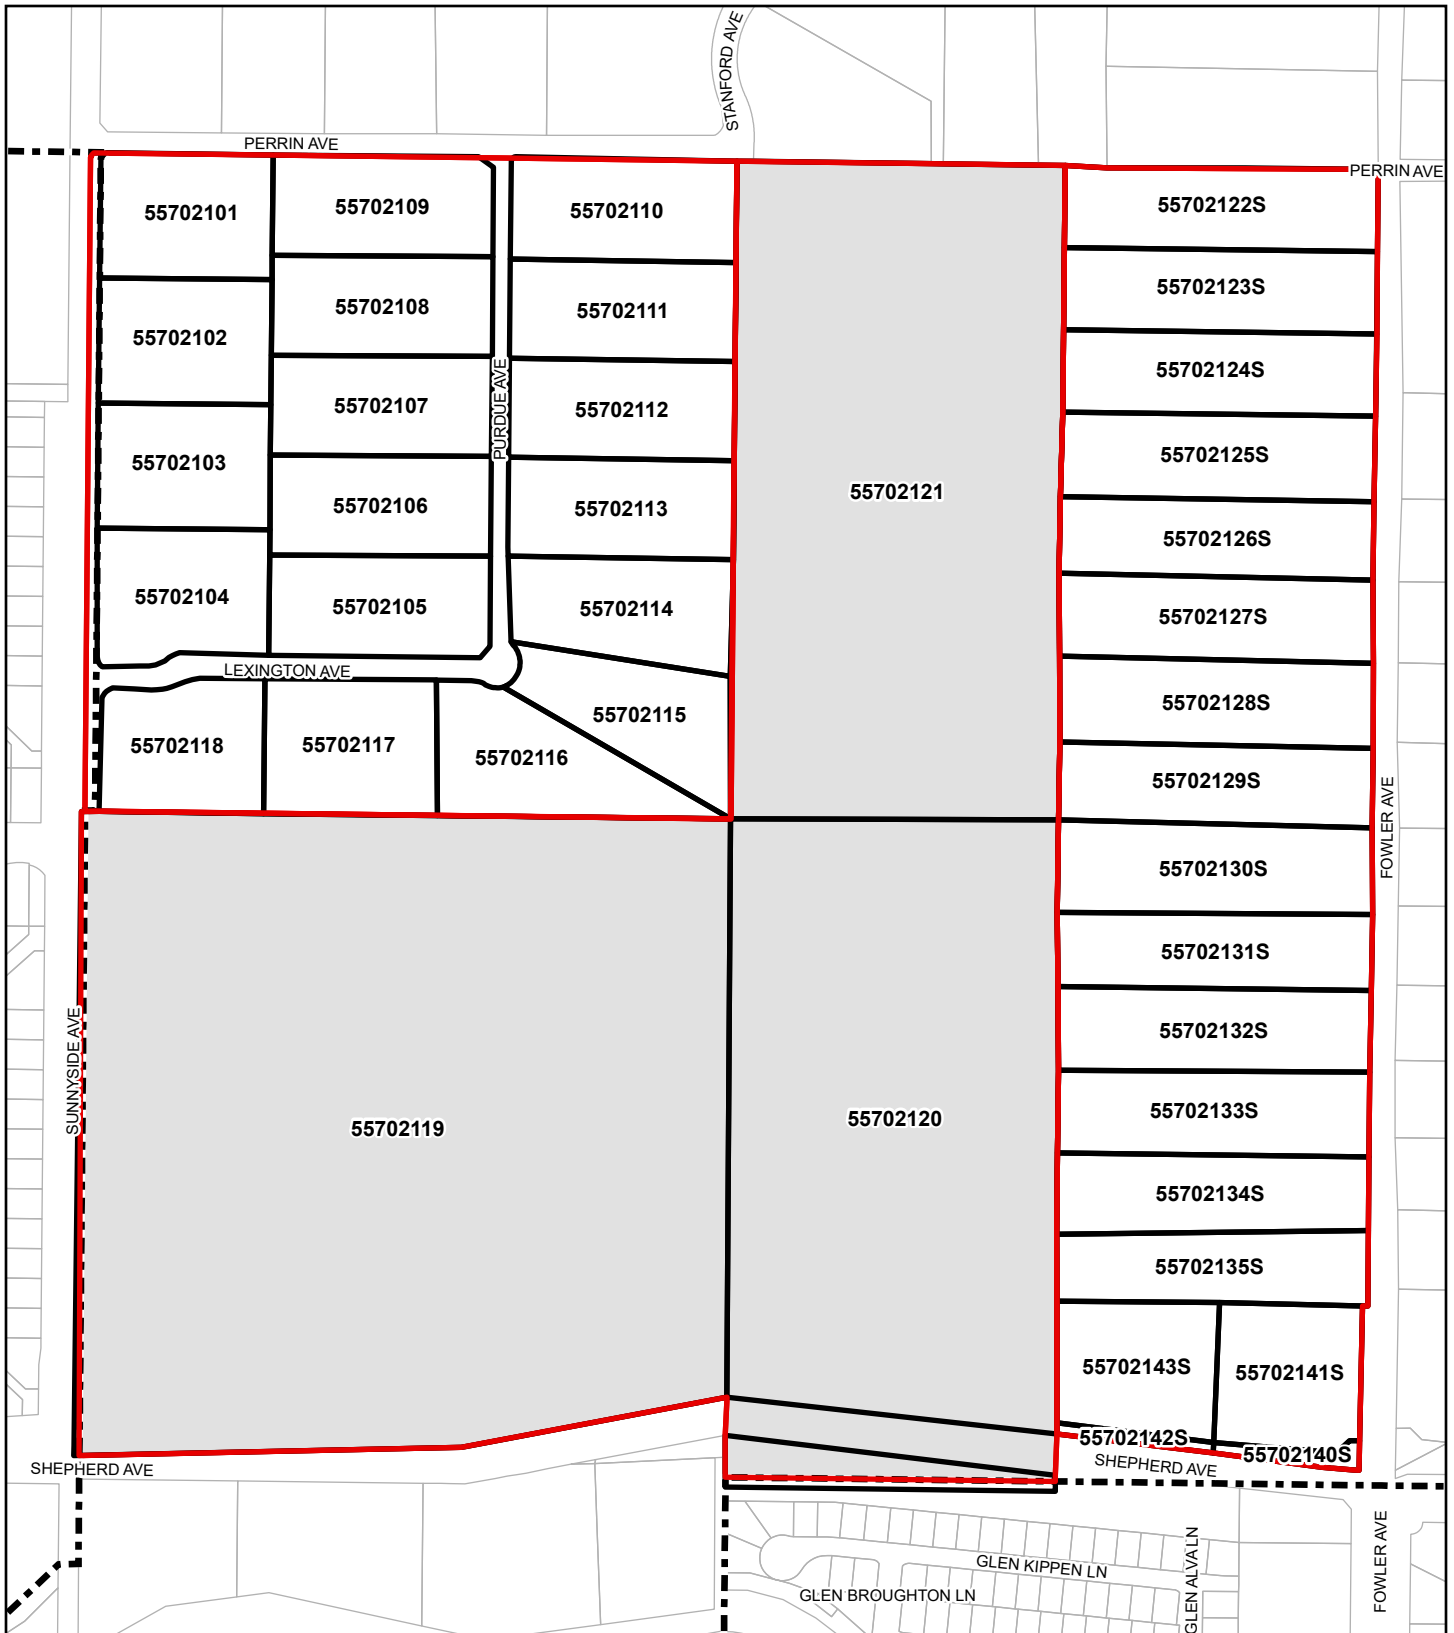 STANFORD AVE
PERRIN AVE
PERRIN AVE
55702101
55702109
55702110
55702122S
55702102
55702108
55702111
55702123S
55702103
55702107
55702112
55702124S
PURDUE AVE
55702106
55702113
55702121
55702125S
55702126S
55702104
55702105
55702114
55702127S
LEXINGTON AVE
55702118
55702117
55702116
55702115
55702128S
55702129S
FOWLER AVE
55702130S
55702131S
SUNNYSIDE AVE
55702119
55702120
55702132S
55702133S
55702134S
55702135S
55702143S
55702141S
55702142S
55702140S
SHEPHERD AVE
SHEPHERD AVE
GLEN KIPPEN LN
GLEN BROUGHTON LN
GLEN ALVA LN
FOWLER AVE